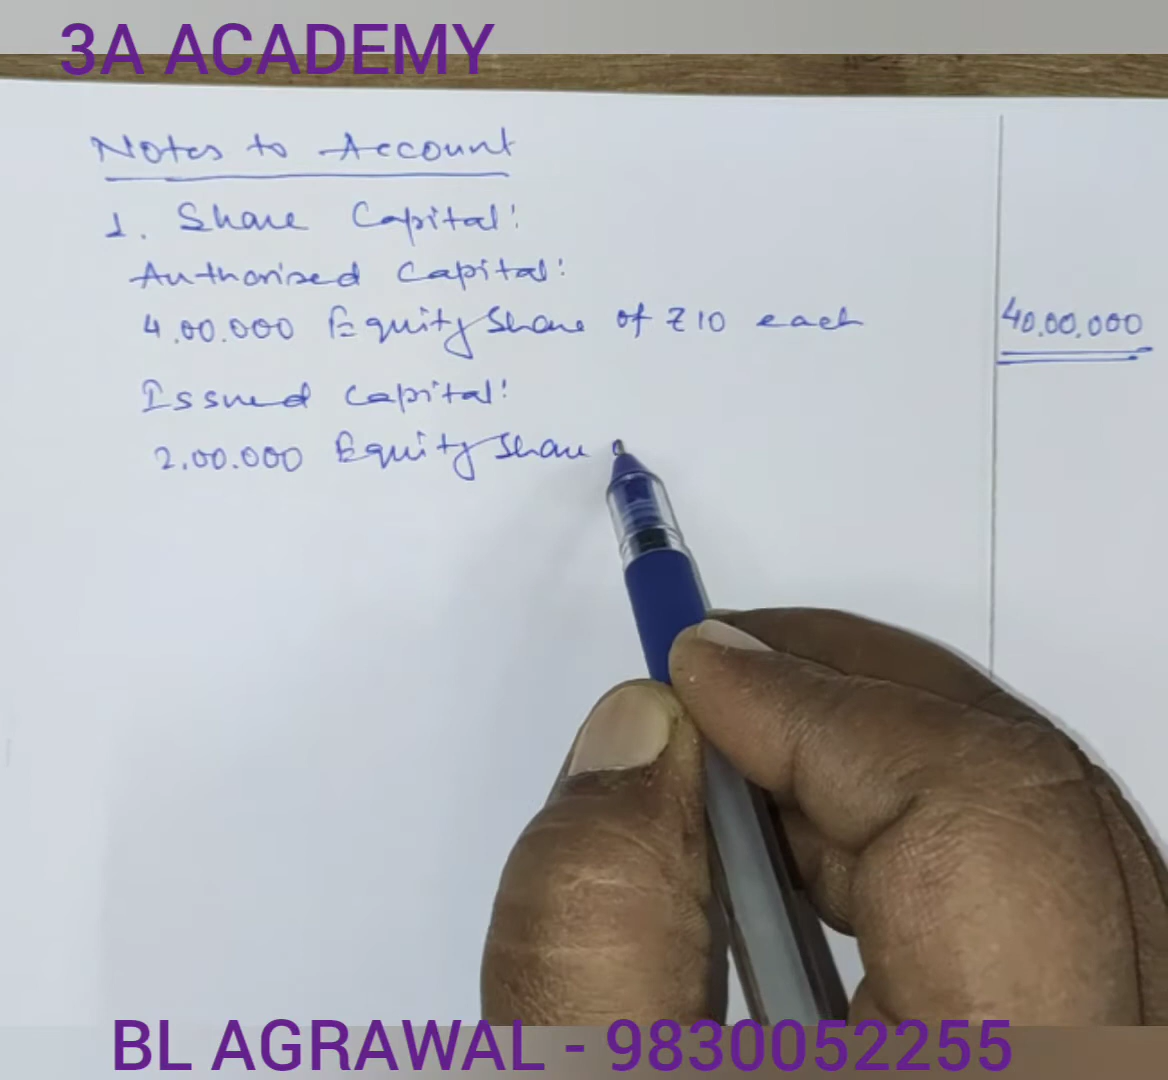 3A ACADEMY
Notes to Account
1. Share Capital:
Authorised Capital:
4.00.000 Equity Share of ₹10 each 40.00.000
Issued Capital:
2.00.000 Equity Share
BL AGRAWAL - 9830052255